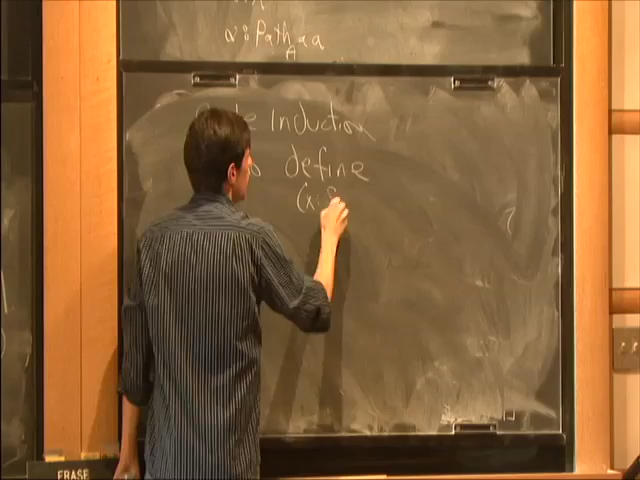 α : Path_A a a
Induction
define
(x:S
ERASE